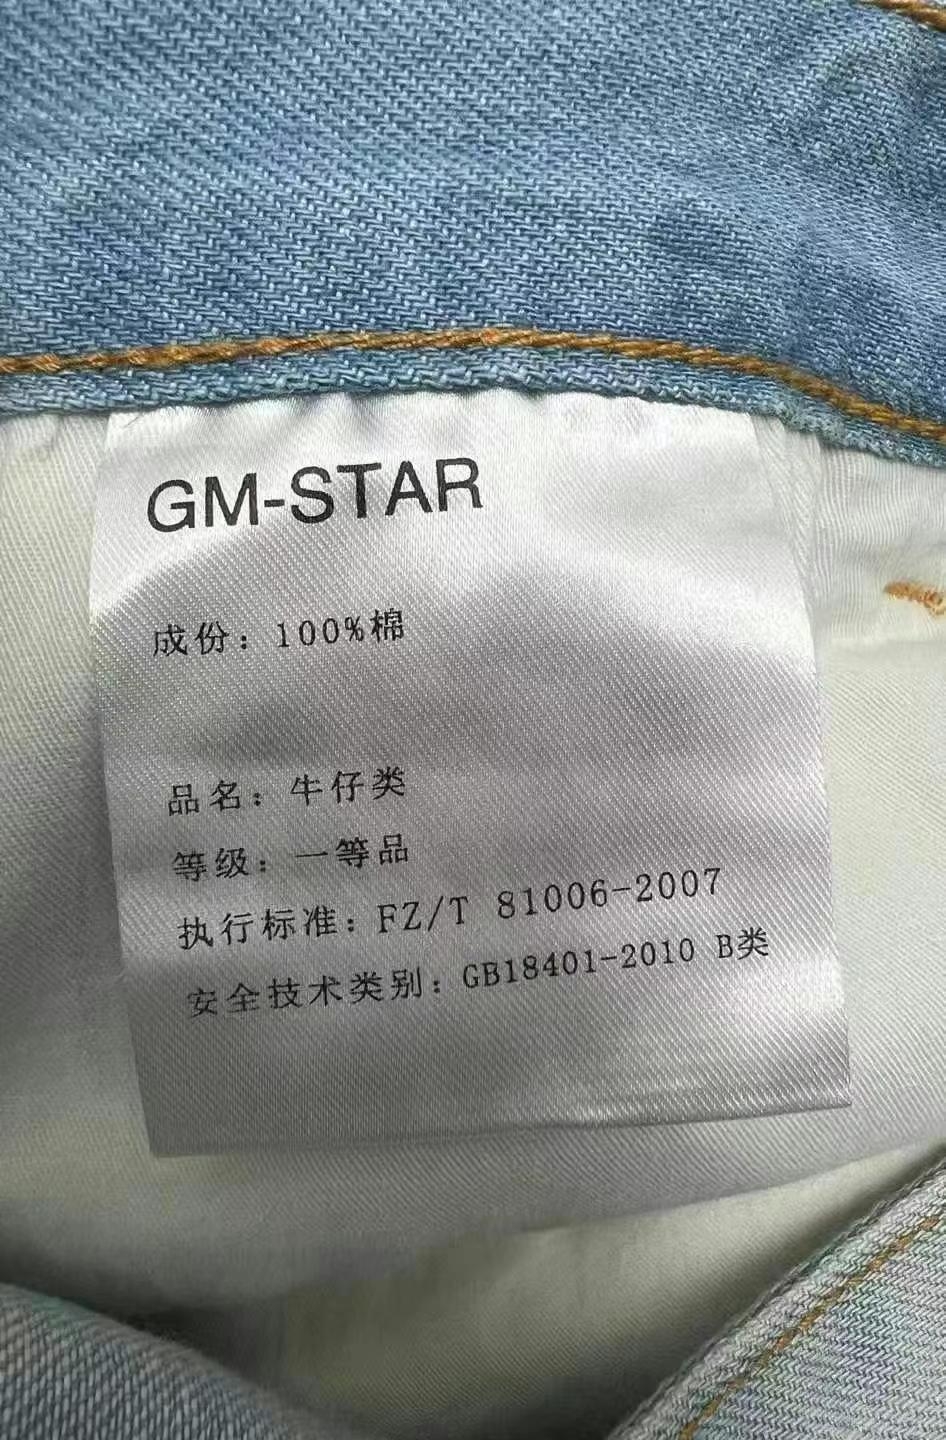 GM-STAR
成份：100%棉
品名：牛仔类
等级：一等品
执行标准：FZ/T 81006-2007
安全技术类别：GB18401-2010 B类